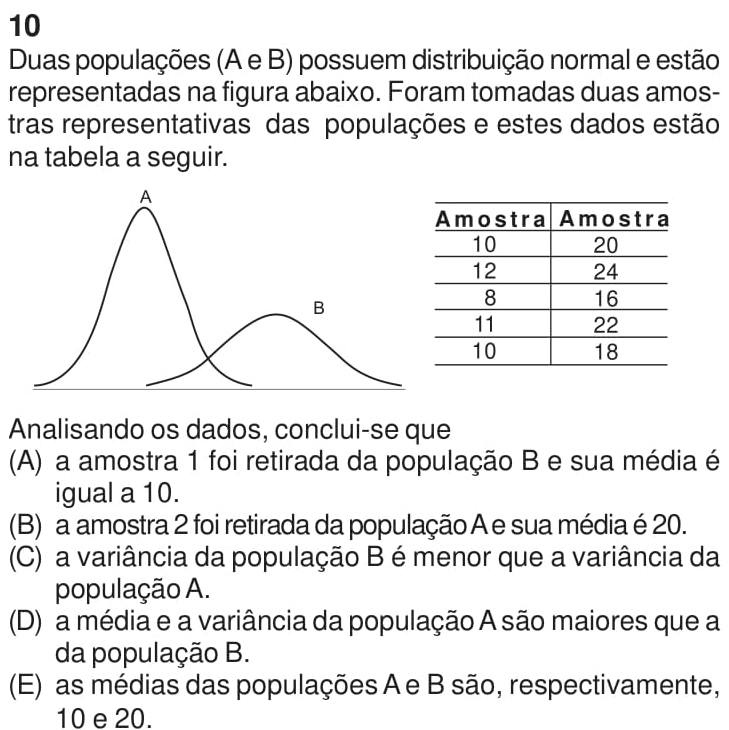 10
Duas populações (A e B) possuem distribuição normal e estão
representadas na figura abaixo. Foram tomadas duas amos-
tras representativas das populações e estes dados estão
na tabela a seguir.
A
B
Amostra Amostra
10 20
12 24
8 16
11 22
10 18
Analisando os dados, conclui-se que
(A) a amostra 1 foi retirada da população B e sua média é
igual a 10.
(B) a amostra 2 foi retirada da população A e sua média é 20.
(C) a variância da população B é menor que a variância da
população A.
(D) a média e a variância da população A são maiores que a
da população B.
(E) as médias das populações A e B são, respectivamente,
10 e 20.